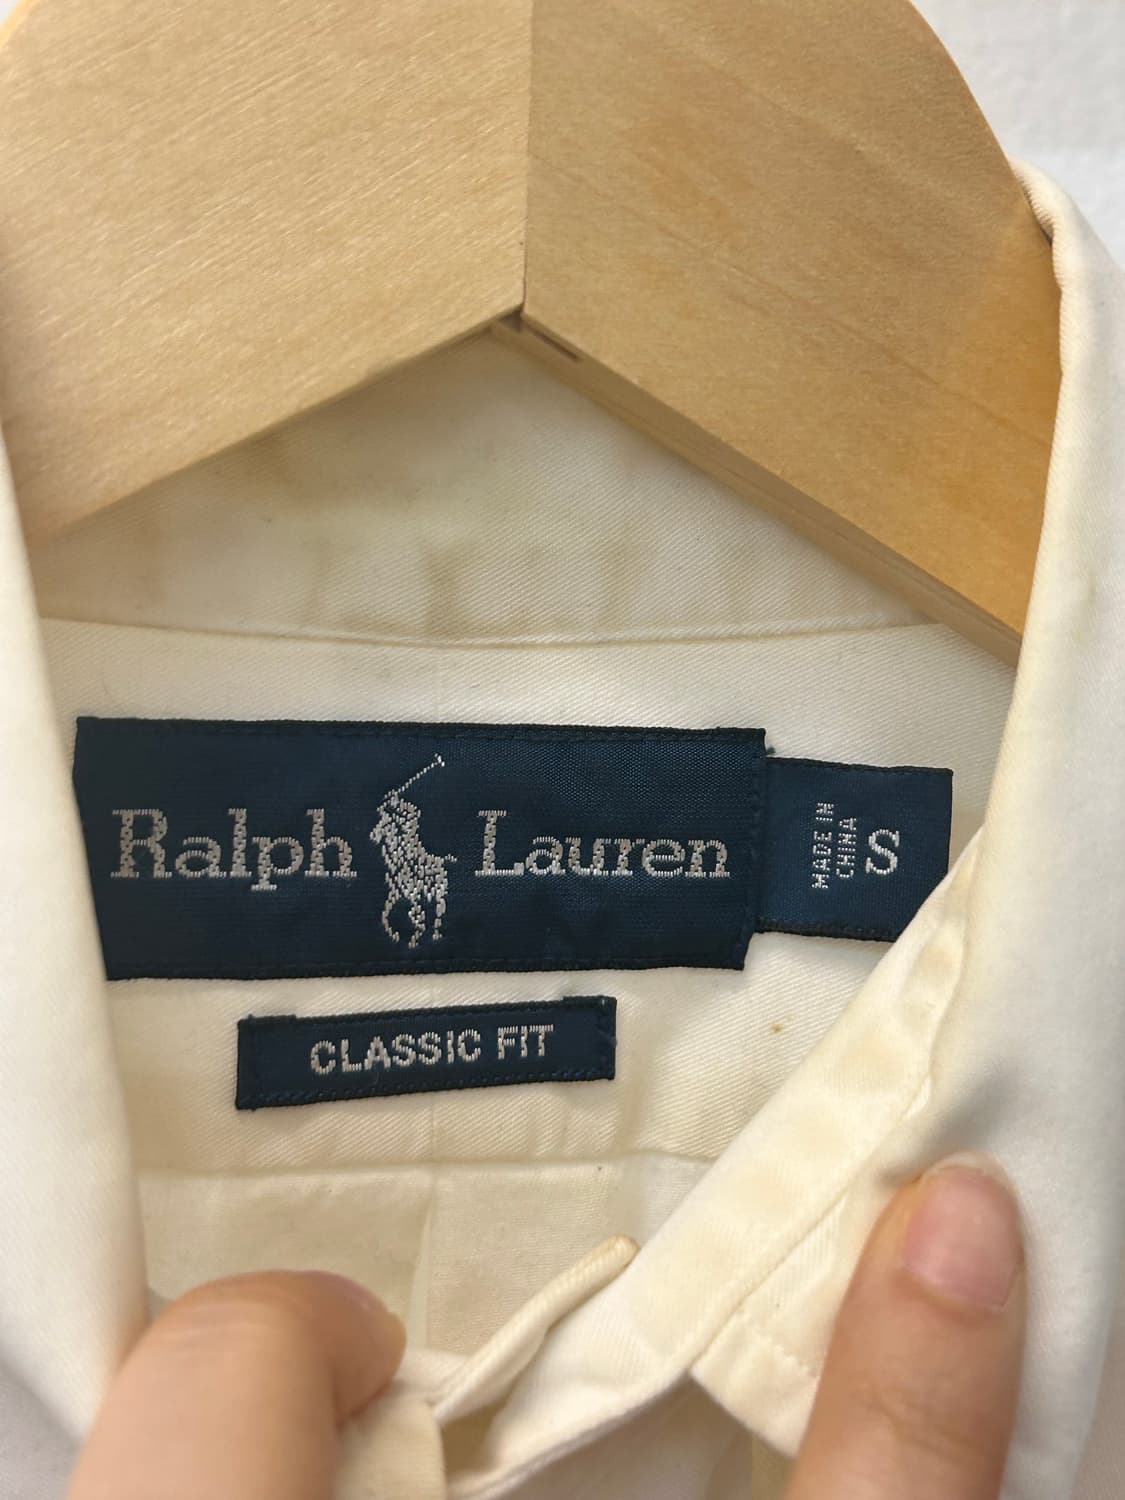 Ralph Lauren
MADE IN
CHINA
S
CLASSIC FIT